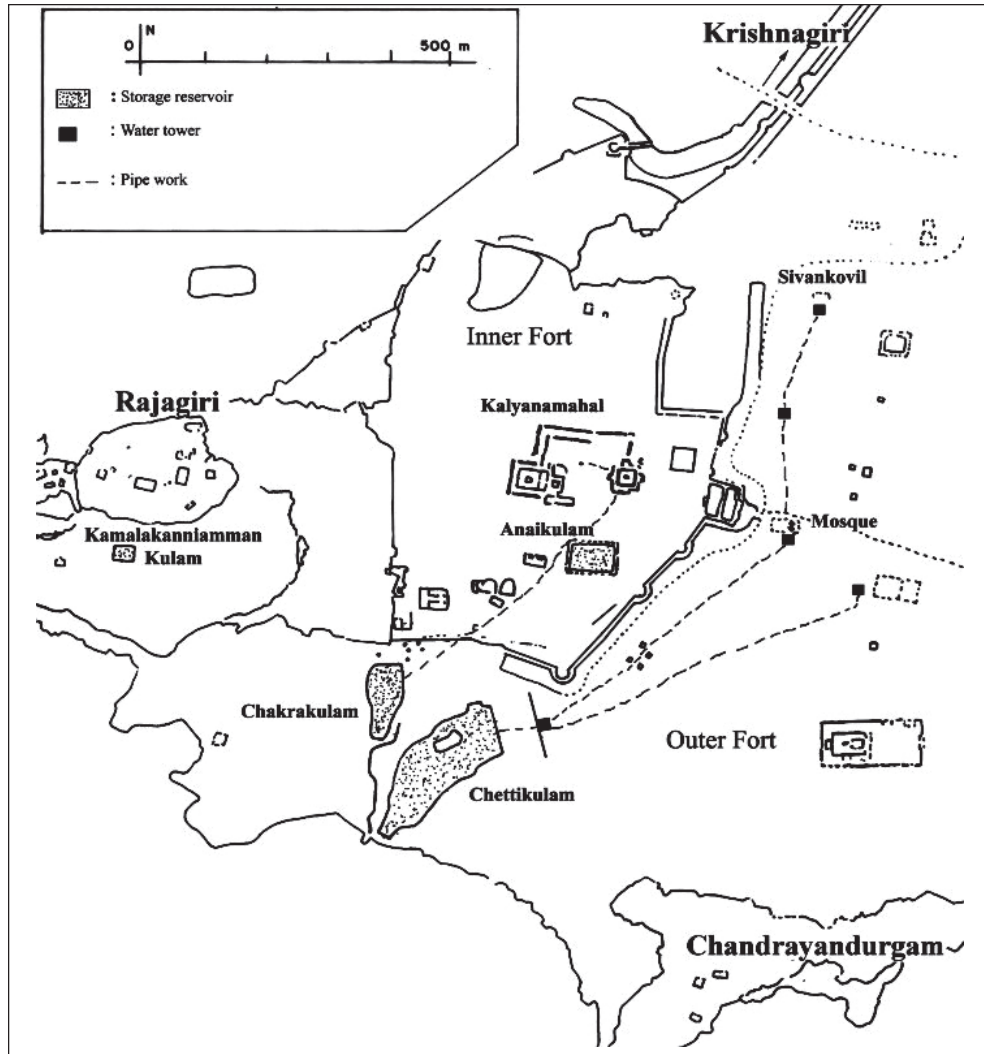 N
0 500 m
: Storage reservoir
: Water tower
: Pipe work
Krishnagiri
Sivankovil
Inner Fort
Rajagiri
Kalyanamahal
Kamalakanniamman
Kulam
Anaikulam
Mosque
Chakrakulam
Outer Fort
Chettikulam
Chandrayandurgam